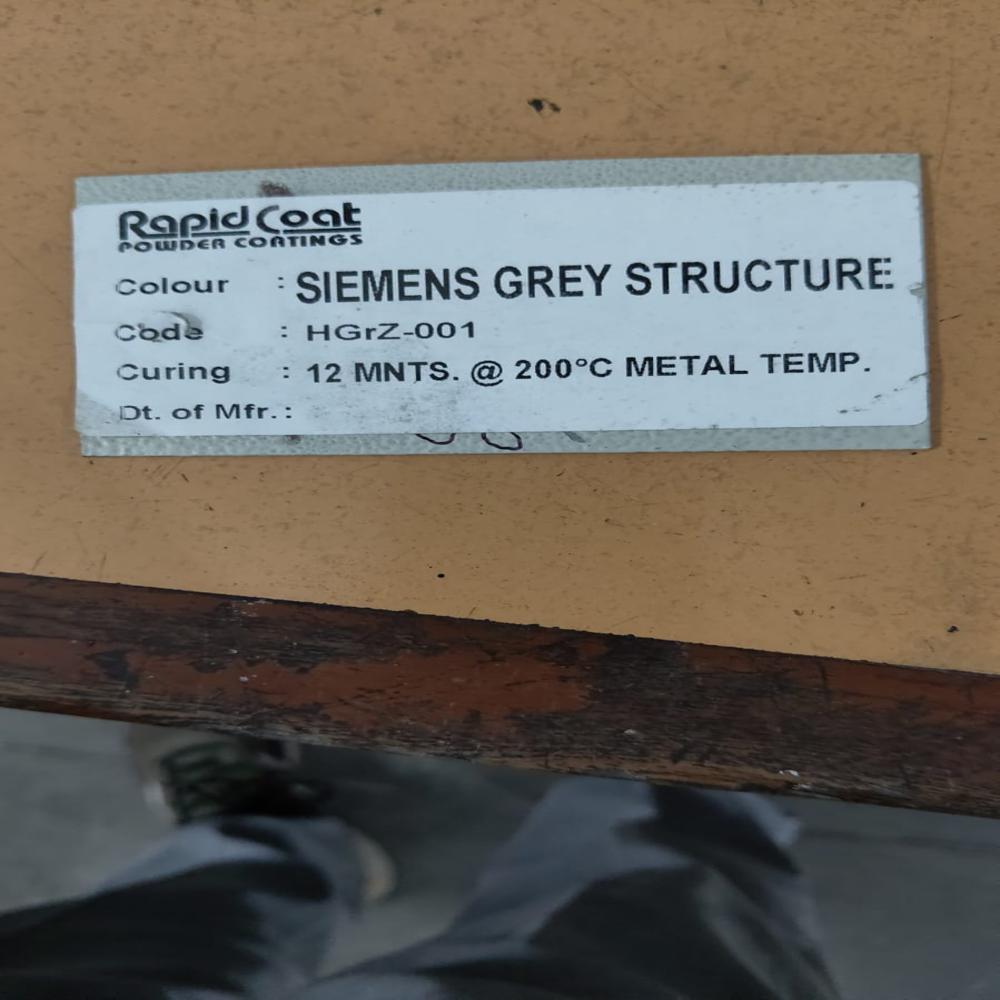 Rapid Coat
POWDER COATINGS
Colour : SIEMENS GREY STRUCTURE
Code : HGrZ-001
Curing : 12 MNTS. @ 200°C METAL TEMP.
Dt. of Mfr. :